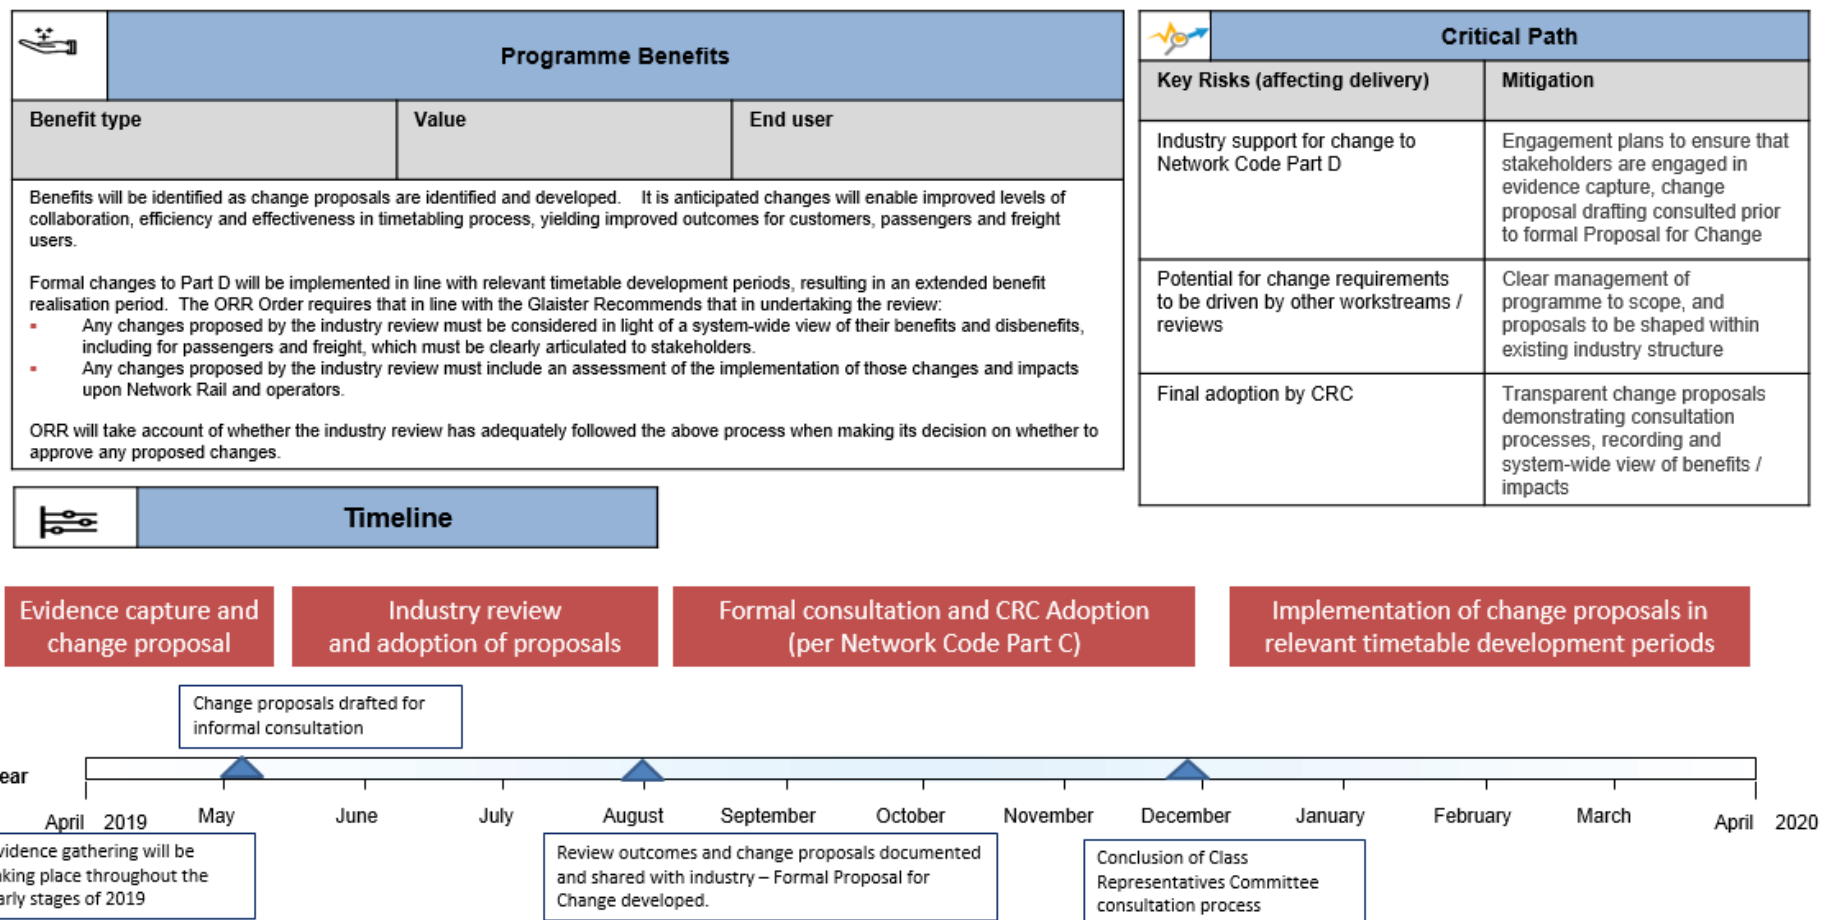 Programme Benefits
Benefit type
Value
End user
Benefits will be identified as change proposals are identified and developed. It is anticipated changes will enable improved levels of
collaboration, efficiency and effectiveness in timetabling process, yielding improved outcomes for customers, passengers and freight
users.
Formal changes to Part D will be implemented in line with relevant timetable development periods, resulting in an extended benefit
realisation period. The ORR Order requires that in line with the Glaister Recommends that in undertaking the review:
▪ Any changes proposed by the industry review must be considered in light of a system-wide view of their benefits and disbenefits,
including for passengers and freight, which must be clearly articulated to stakeholders.
▪ Any changes proposed by the industry review must include an assessment of the implementation of those changes and impacts
upon Network Rail and operators.
ORR will take account of whether the industry review has adequately followed the above process when making its decision on whether to
approve any proposed changes.
Critical Path
Key Risks (affecting delivery)
Mitigation
Industry support for change to
Network Code Part D
Engagement plans to ensure that
stakeholders are engaged in
evidence capture, change
proposal drafting consulted prior
to formal Proposal for Change
Potential for change requirements
to be driven by other workstreams /
reviews
Clear management of
programme to scope, and
proposals to be shaped within
existing industry structure
Final adoption by CRC
Transparent change proposals
demonstrating consultation
processes, recording and
system-wide view of benefits /
impacts
Timeline
Evidence capture and
change proposal
Industry review
and adoption of proposals
Formal consultation and CRC Adoption
(per Network Code Part C)
Implementation of change proposals in
relevant timetable development periods
Change proposals drafted for
informal consultation
ear
April 2019
May
June
July
August
September
October
November
December
January
February
March
April 2020
vidence gathering will be
king place throughout the
arly stages of 2019
Review outcomes and change proposals documented
and shared with industry – Formal Proposal for
Change developed.
Conclusion of Class
Representatives Committee
consultation process